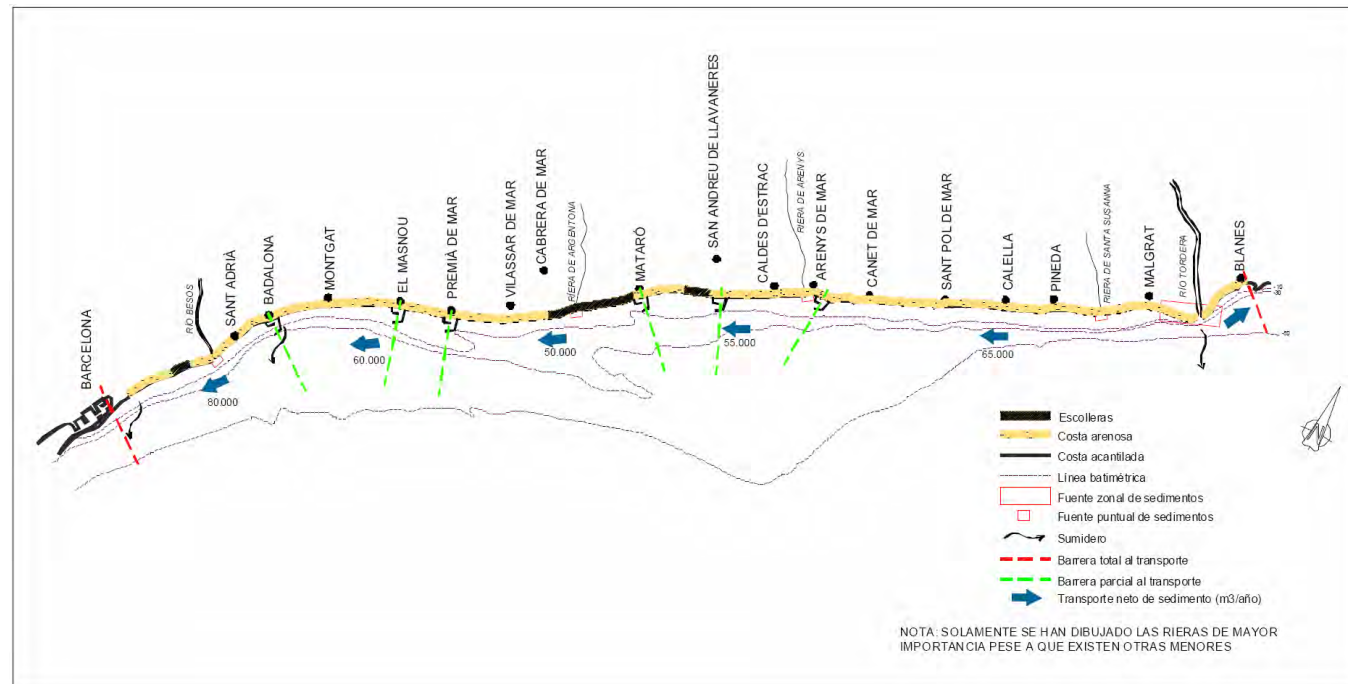 BARCELONA
RÍO BESOS
SANT ADRIÀ
BADALONA
MONTGAT
EL MASNOU
PREMIÀ DE MAR
VILASSAR DE MAR
CABRERA DE MAR
RIERA DE ARGENTONA
MATARÓ
SAN ANDREU DE LLAVANERES
CALDES D'ESTRAC
RIERA DE ARENYS
ARENYS DE MAR
CANET DE MAR
SANT POL DE MAR
CALELLA
PINEDA
RIERA DE SANTA SUSANNA
MALGRAT
RÍO TORDERA
BLANES
80.000
60.000
50.000
55.000
65.000
N
Escolleras
Costa arenosa
Costa acantilada
Línea batimétrica
Fuente zonal de sedimentos
Fuente puntual de sedimentos
Sumidero
Barrera total al transporte
Barrera parcial al transporte
Transporte neto de sedimento (m3/año)
NOTA: SOLAMENTE SE HAN DIBUJADO LAS RIERAS DE MAYOR
IMPORTANCIA PESE A QUE EXISTEN OTRAS MENORES